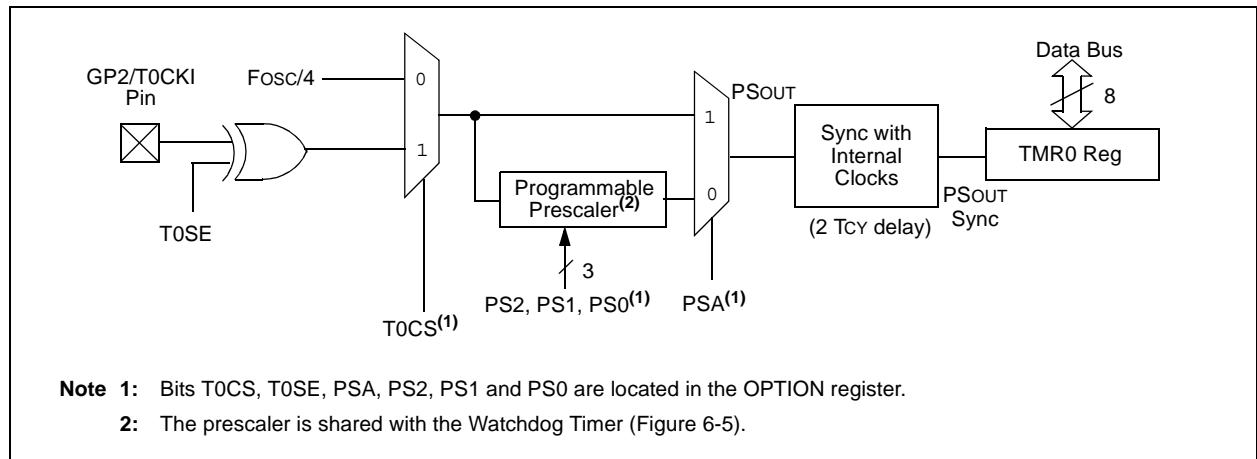 Data Bus
8
GP2/T0CKI
Pin
FOSC/4
0
1
T0SE
T0CS(1)
Programmable
Prescaler(2)
3
PS2, PS1, PS0(1)
1
0
PSA(1)
PSOUT
Sync with
Internal
Clocks
(2 TCY delay)
PSOUT
Sync
TMR0 Reg
Note 1: Bits T0CS, T0SE, PSA, PS2, PS1 and PS0 are located in the OPTION register.
2: The prescaler is shared with the Watchdog Timer (Figure 6-5).